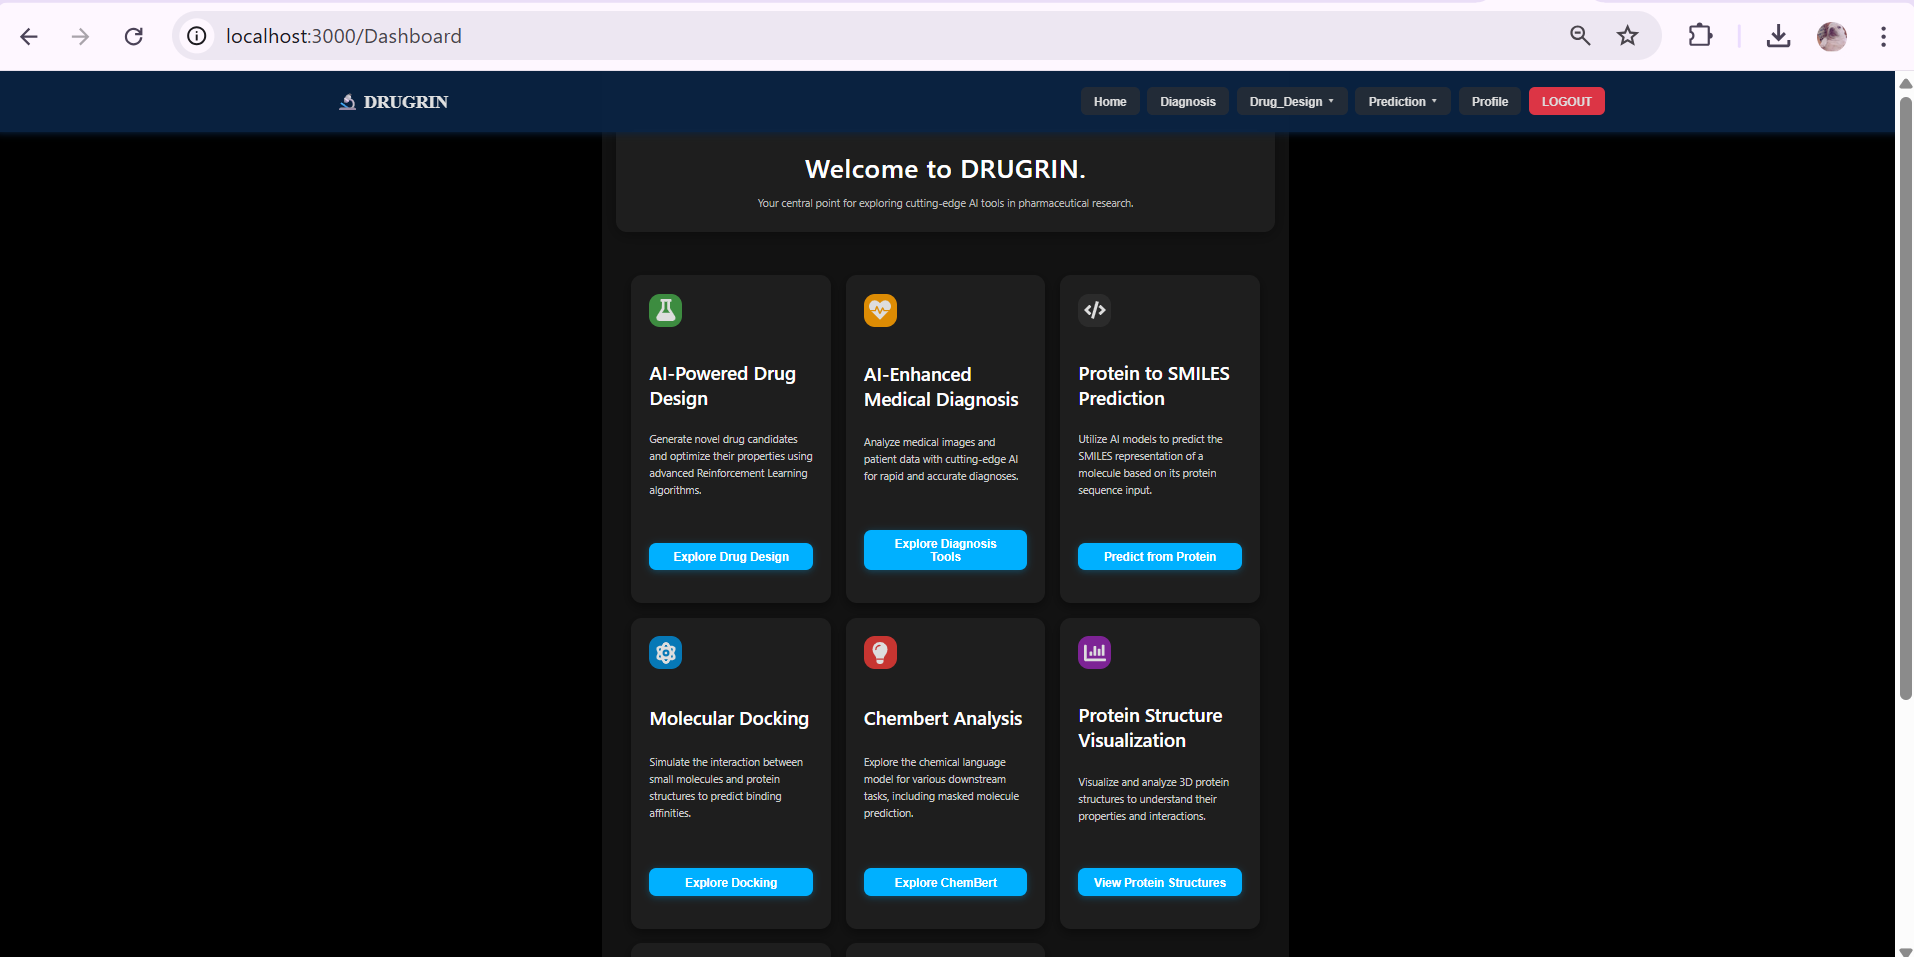 localhost:3000/Dashboard
DRUGRIN
Home
Diagnosis
Drug_Design
Prediction
Profile
LOGOUT
Welcome to DRUGRIN.
Your central point for exploring cutting-edge AI tools in pharmaceutical research.
AI-Powered Drug
Design
Generate novel drug candidates
and optimize their properties using
advanced Reinforcement Learning
algorithms.
Explore Drug Design
AI-Enhanced
Medical Diagnosis
Analyze medical images and
patient data with cutting-edge AI
for rapid and accurate diagnoses.
Explore Diagnosis
Tools
Protein to SMILES
Prediction
Utilize AI models to predict the
SMILES representation of a
molecule based on its protein
sequence input.
Predict from Protein
Molecular Docking
Simulate the interaction between
small molecules and protein
structures to predict binding
affinities.
Explore Docking
Chembert Analysis
Explore the chemical language
model for various downstream
tasks, including masked molecule
prediction.
Explore ChemBert
Protein Structure
Visualization
Visualize and analyze 3D protein
structures to understand their
properties and interactions.
View Protein Structures